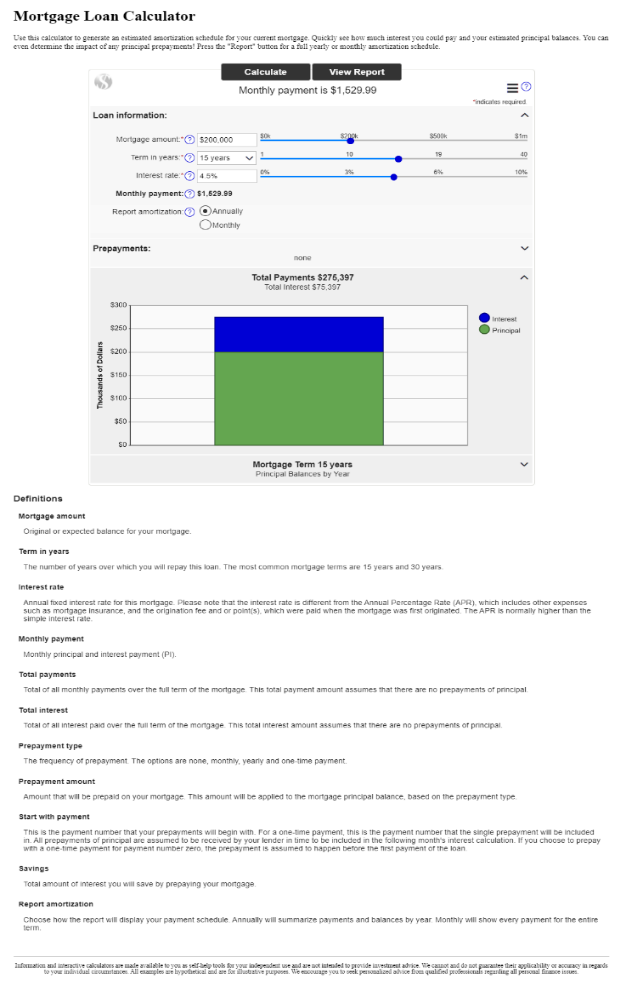 Mortgage Loan Calculator
Use this calculator to generate an estimated amortization schedule for your current mortgage. Quickly see how much interest you could pay and your estimated principal balances. You can
even determine the impact of any principal prepayments! Press the "Report" button for a full yearly or monthly amortization schedule.
Calculate View Report
Monthly payment is $1,529.99
*indicates required
Loan information:
Mortgage amount:* ? $200,000 $0k $200k $500k $1m
Term in years:* ? 15 years 1 10 19 40
Interest rate:* ? 4.5% 0% 3% 6% 10%
Monthly payment: ? $1,529.99
Report amortization: ? Annually
Monthly
Prepayments:
none
Total Payments $275,397
Total Interest $75,397
$300
$250
$200
$150
$100
$50
$0
Thousands of Dollars
Interest
Principal
Mortgage Term 15 years
Principal Balances by Year
Definitions
Mortgage amount
Original or expected balance for your mortgage.
Term in years
The number of years over which you will repay this loan. The most common mortgage terms are 15 years and 30 years.
Interest rate
Annual fixed interest rate for this mortgage. Please note that the interest rate is different from the Annual Percentage Rate (APR), which includes other expenses
such as mortgage insurance, and the origination fee and or point(s), which were paid when the mortgage was first originated. The APR is normally higher than the
simple interest rate.
Monthly payment
Monthly principal and interest payment (PI).
Total payments
Total of all monthly payments over the full term of the mortgage. This total payment amount assumes that there are no prepayments of principal.
Total interest
Total of all interest paid over the full term of the mortgage. This total interest amount assumes that there are no prepayments of principal.
Prepayment type
The frequency of prepayment. The options are none, monthly, yearly and one-time payment.
Prepayment amount
Amount that will be prepaid on your mortgage. This amount will be applied to the mortgage principal balance, based on the prepayment type.
Start with payment
This is the payment number that your prepayments will begin with. For a one-time payment, this is the payment number that the single prepayment will be included
in. All prepayments of principal are assumed to be received by your lender in time to be included in the following month's interest calculation. If you choose to prepay
with a one-time payment for payment number zero, the prepayment is assumed to happen before the first payment of the loan.
Savings
Total amount of interest you will save by prepaying your mortgage.
Report amortization
Choose how the report will display your payment schedule. Annually will summarize payments and balances by year. Monthly will show every payment for the entire
term.
Information and interactive calculators are made available to you as self-help tools for your independent use and are not intended to provide investment advice. We cannot and do not guarantee their applicability or accuracy in regards
to your individual circumstances. All examples are hypothetical and are for illustrative purposes. We encourage you to seek personalized advice from qualified professionals regarding all personal finance issues.